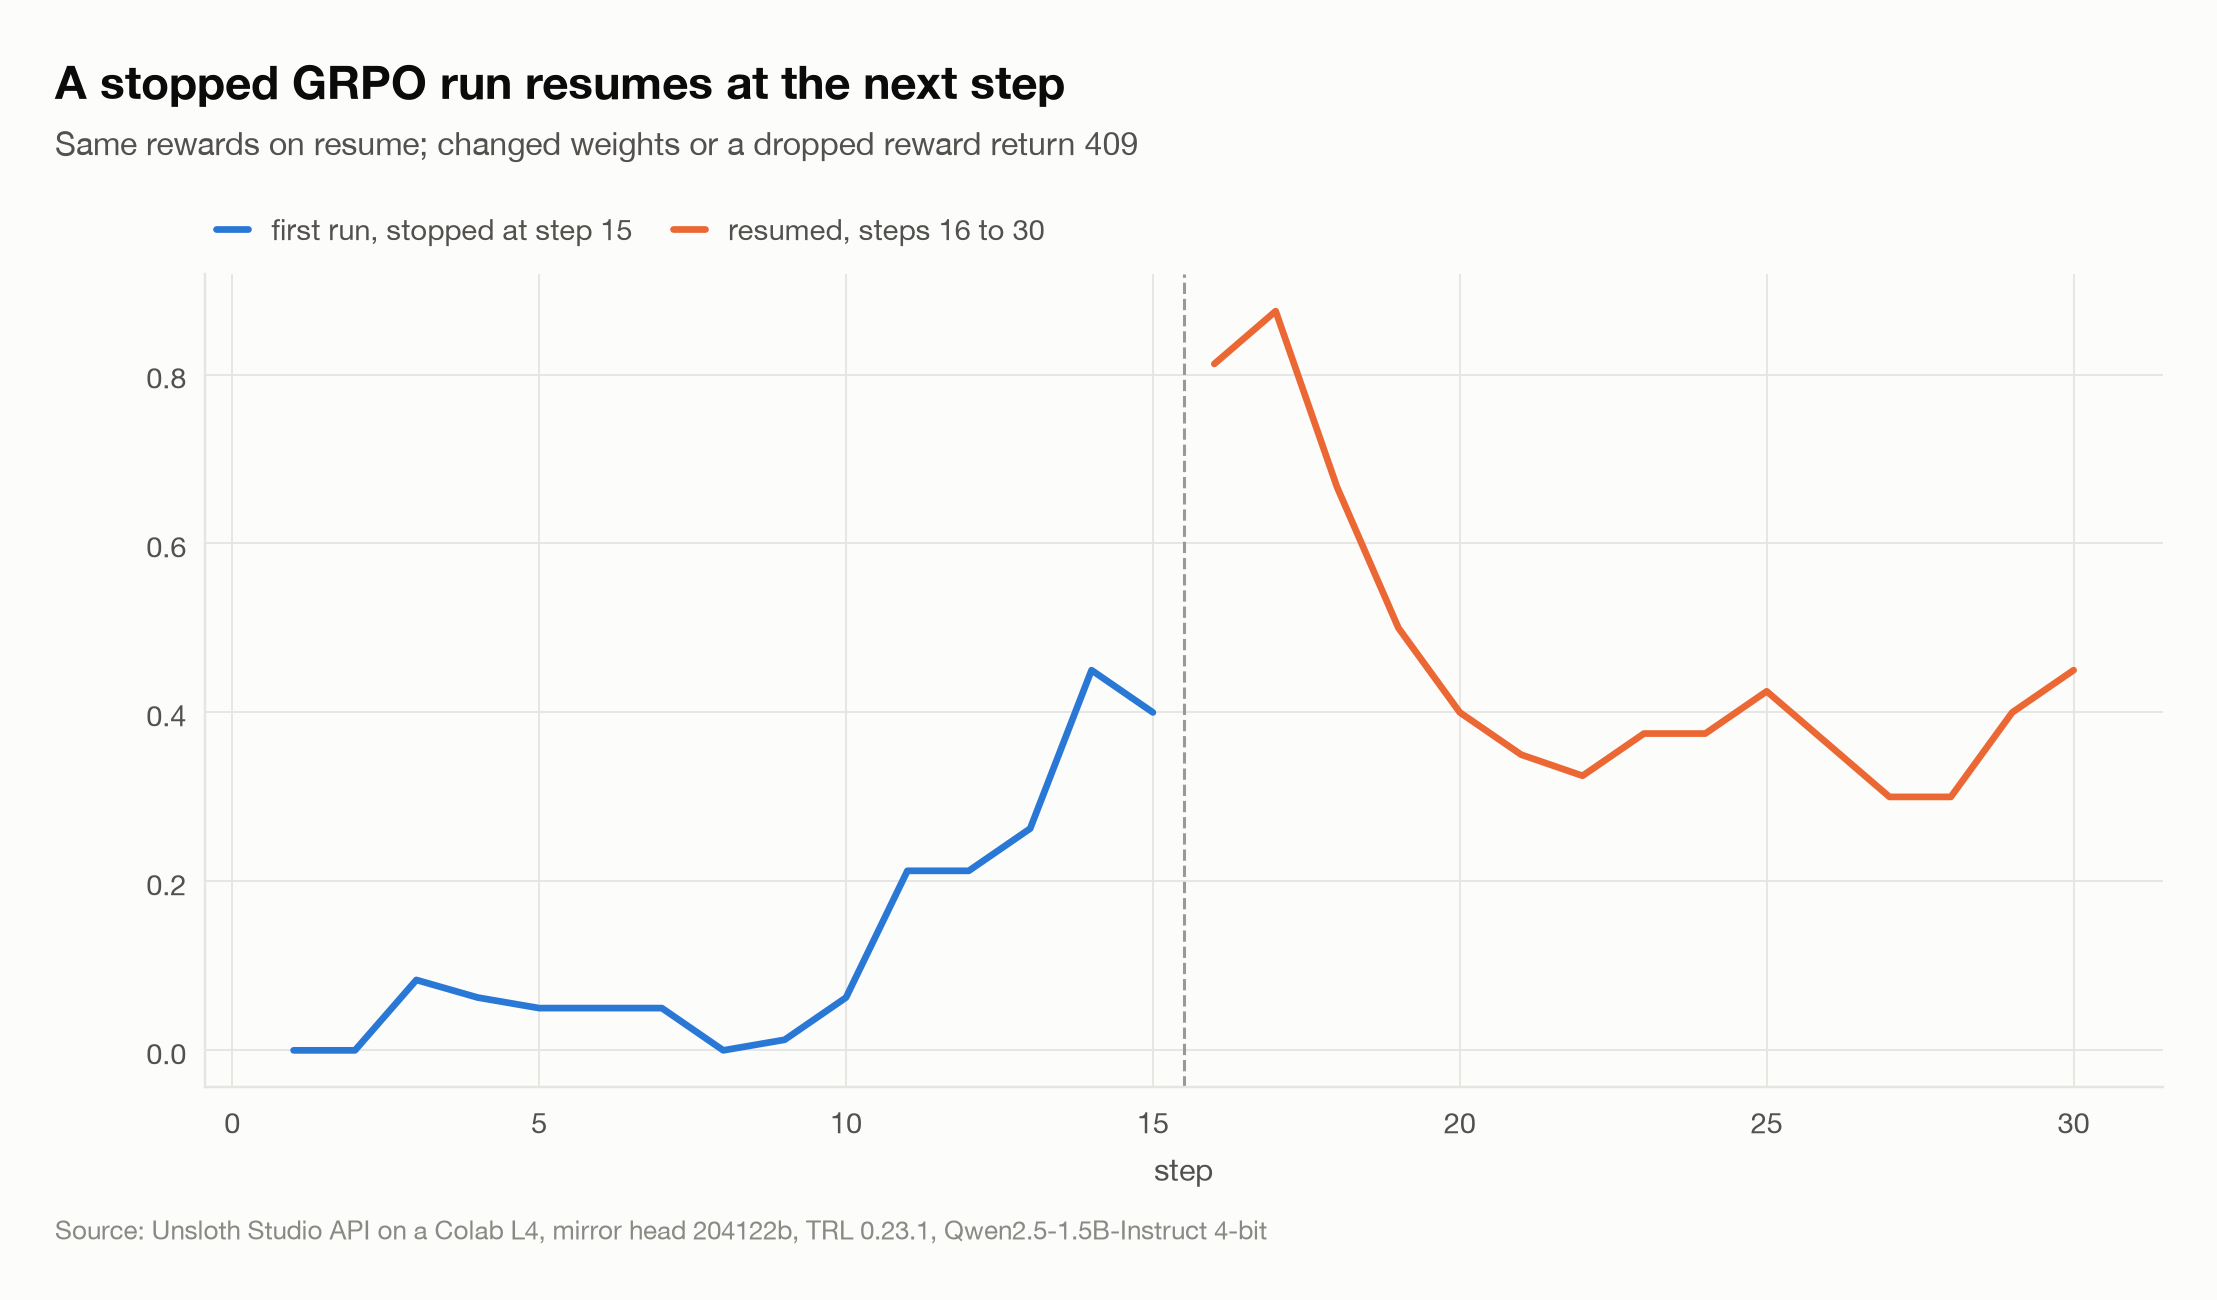 A stopped GRPO run resumes at the next step
Same rewards on resume; changed weights or a dropped reward return 409
first run, stopped at step 15
resumed, steps 16 to 30
0.8
0.6
0.4
0.2
0.0
0
5
10
15
20
25
30
step
Source: Unsloth Studio API on a Colab L4, mirror head 204122b, TRL 0.23.1, Qwen2.5-1.5B-Instruct 4-bit